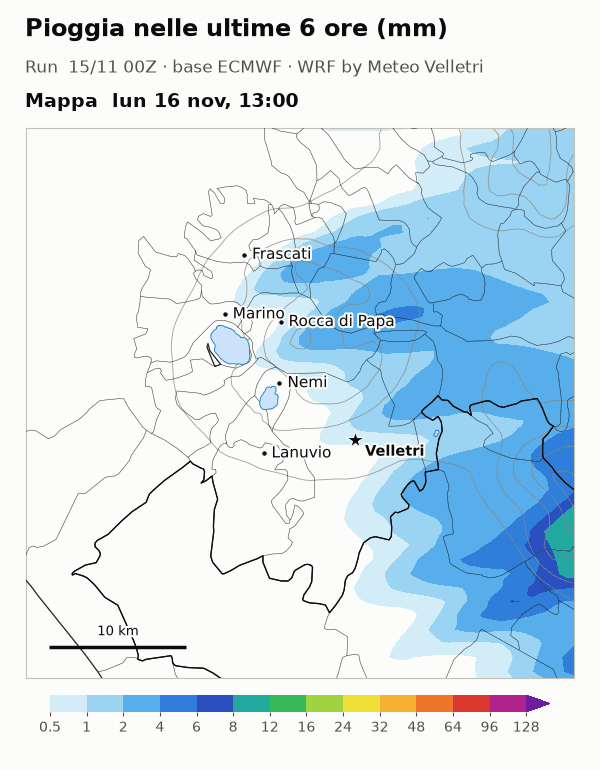 Pioggia nelle ultime 6 ore (mm)
Run  15/11 00Z · base ECMWF · WRF by Meteo Velletri
Mappa  lun 16 nov, 13:00
Frascati
Marino
Rocca di Papa
Nemi
Velletri
Lanuvio
10 km
0.5 1 2 4 6 8 12 16 24 32 48 64 96 128